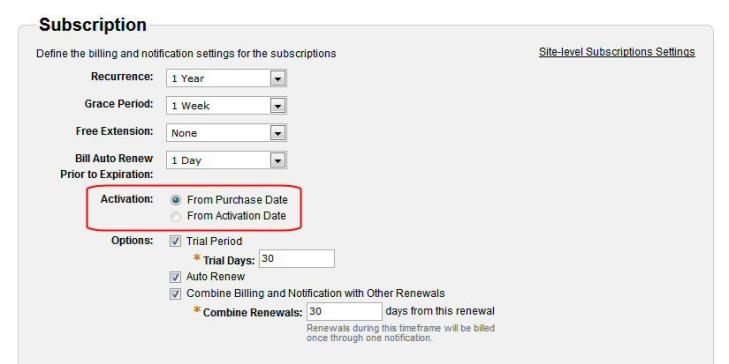 Subscription
Define the billing and notification settings for the subscriptions
Site-level Subscriptions Settings
Recurrence: 1 Year
Grace Period: 1 Week
Free Extension: None
Bill Auto Renew
Prior to Expiration: 1 Day
Activation: From Purchase Date
From Activation Date
Options: Trial Period
* Trial Days: 30
Auto Renew
Combine Billing and Notification with Other Renewals
* Combine Renewals: 30 days from this renewal
Renewals during this timeframe will be billed
once through one notification.